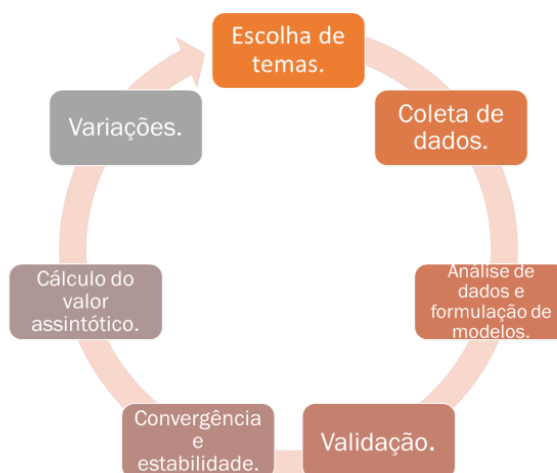 Escolha de
temas.
Coleta de
dados.
Análise de
dados e
formulação de
modelos.
Validação.
Convergência
e
estabilidade.
Cálculo do
valor
assintótico.
Variações.